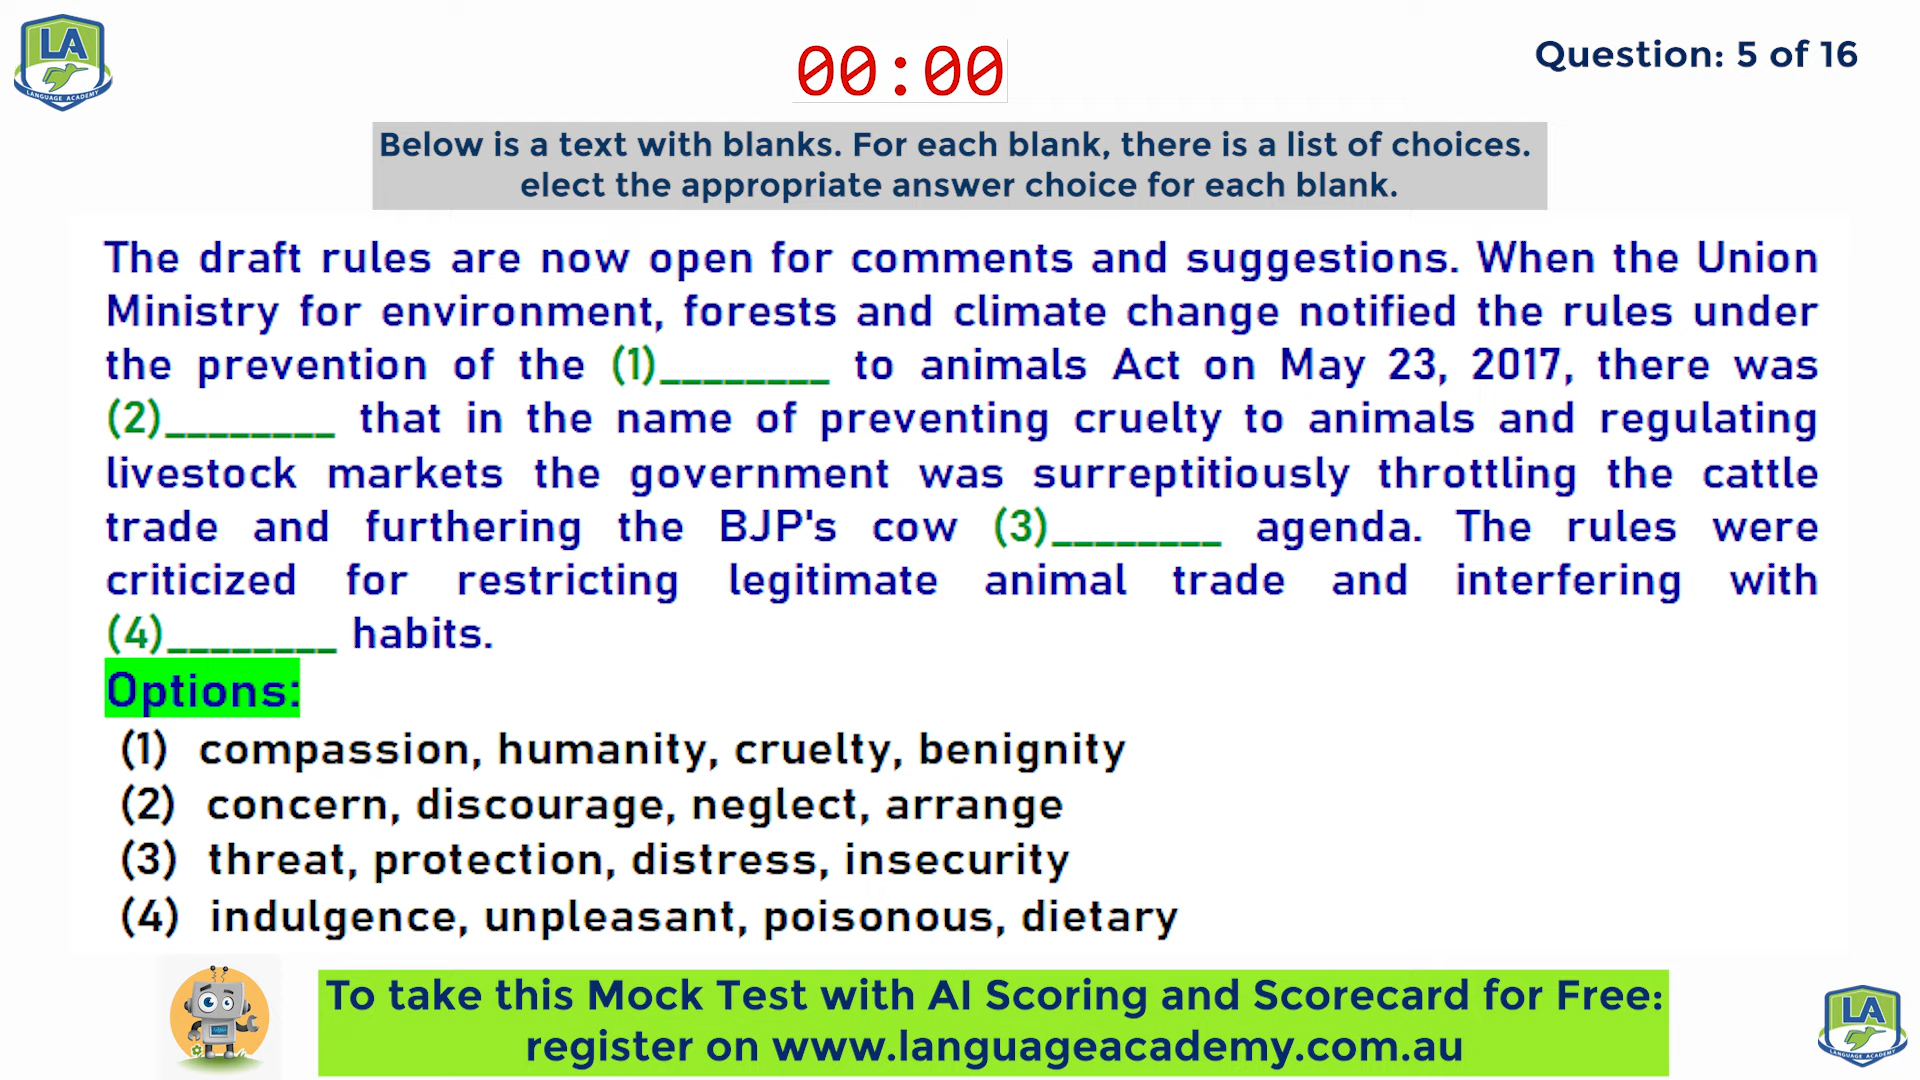 LA
LANGUAGE ACADEMY
00:00
Question: 5 of 16
Below is a text with blanks. For each blank, there is a list of choices.
elect the appropriate answer choice for each blank.
The draft rules are now open for comments and suggestions. When the Union
Ministry for environment, forests and climate change notified the rules under
the prevention of the (1)________ to animals Act on May 23, 2017, there was
(2)________ that in the name of preventing cruelty to animals and regulating
livestock markets the government was surreptitiously throttling the cattle
trade and furthering the BJP's cow (3)________ agenda. The rules were
criticized for restricting legitimate animal trade and interfering with
(4)________ habits.
Options:
(1) compassion, humanity, cruelty, benignity
(2) concern, discourage, neglect, arrange
(3) threat, protection, distress, insecurity
(4) indulgence, unpleasant, poisonous, dietary
To take this Mock Test with AI Scoring and Scorecard for Free:
register on www.languageacademy.com.au
LA
LANGUAGE ACADEMY